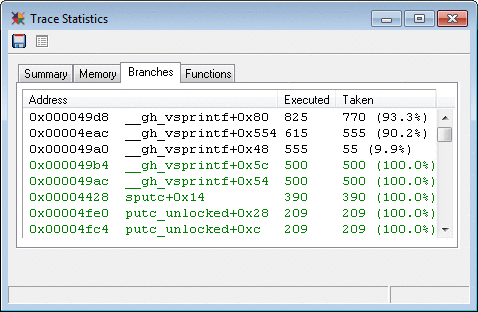 Trace Statistics
Summary Memory Branches Functions
Address Executed Taken
0x000049d8 __gh_vsprintf+0x80 825 770 (93.3%)
0x00004eac __gh_vsprintf+0x554 615 555 (90.2%)
0x000049a0 __gh_vsprintf+0x48 555 55 (9.9%)
0x000049b4 __gh_vsprintf+0x5c 500 500 (100.0%)
0x000049ac __gh_vsprintf+0x54 500 500 (100.0%)
0x00004428 sputc+0x14 390 390 (100.0%)
0x00004fe0 putc_unlocked+0x28 209 209 (100.0%)
0x00004fc4 putc_unlocked+0xc 209 209 (100.0%)